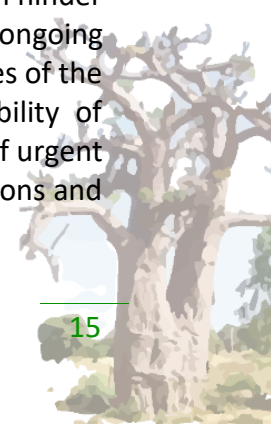 hinder
ongoing
es of the
bility of
f urgent
ons and
15